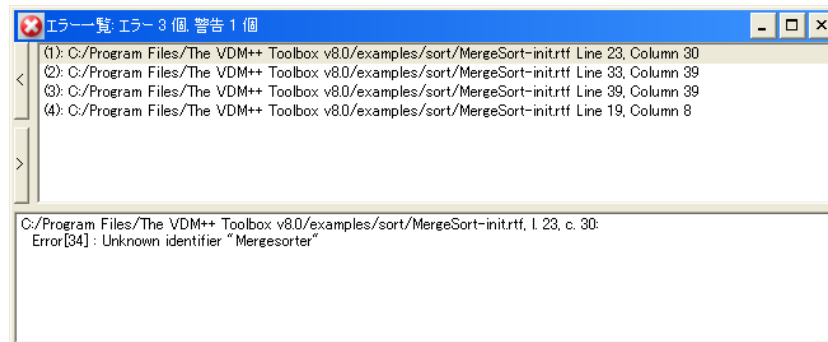 エラー一覧: エラー 3 個, 警告 1 個
(1): C:/Program Files/The VDM++ Toolbox v8.0/examples/sort/MergeSort-init.rtf Line 23, Column 30
(2): C:/Program Files/The VDM++ Toolbox v8.0/examples/sort/MergeSort-init.rtf Line 33, Column 39
(3): C:/Program Files/The VDM++ Toolbox v8.0/examples/sort/MergeSort-init.rtf Line 39, Column 39
(4): C:/Program Files/The VDM++ Toolbox v8.0/examples/sort/MergeSort-init.rtf Line 19, Column 8
<
>
C:/Program Files/The VDM++ Toolbox v8.0/examples/sort/MergeSort-init.rtf, l. 23, c. 30:
Error[34] : Unknown identifier "Mergesorter"